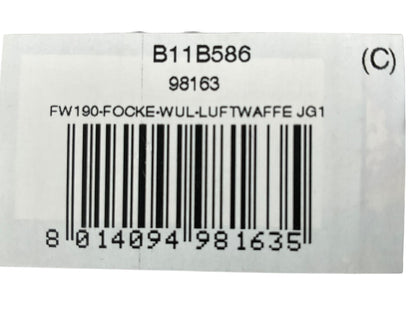 B11B586
(C)
98163
FW190-FOCKE-WUL-LUFTWAFFE JG1
8 014094 981635